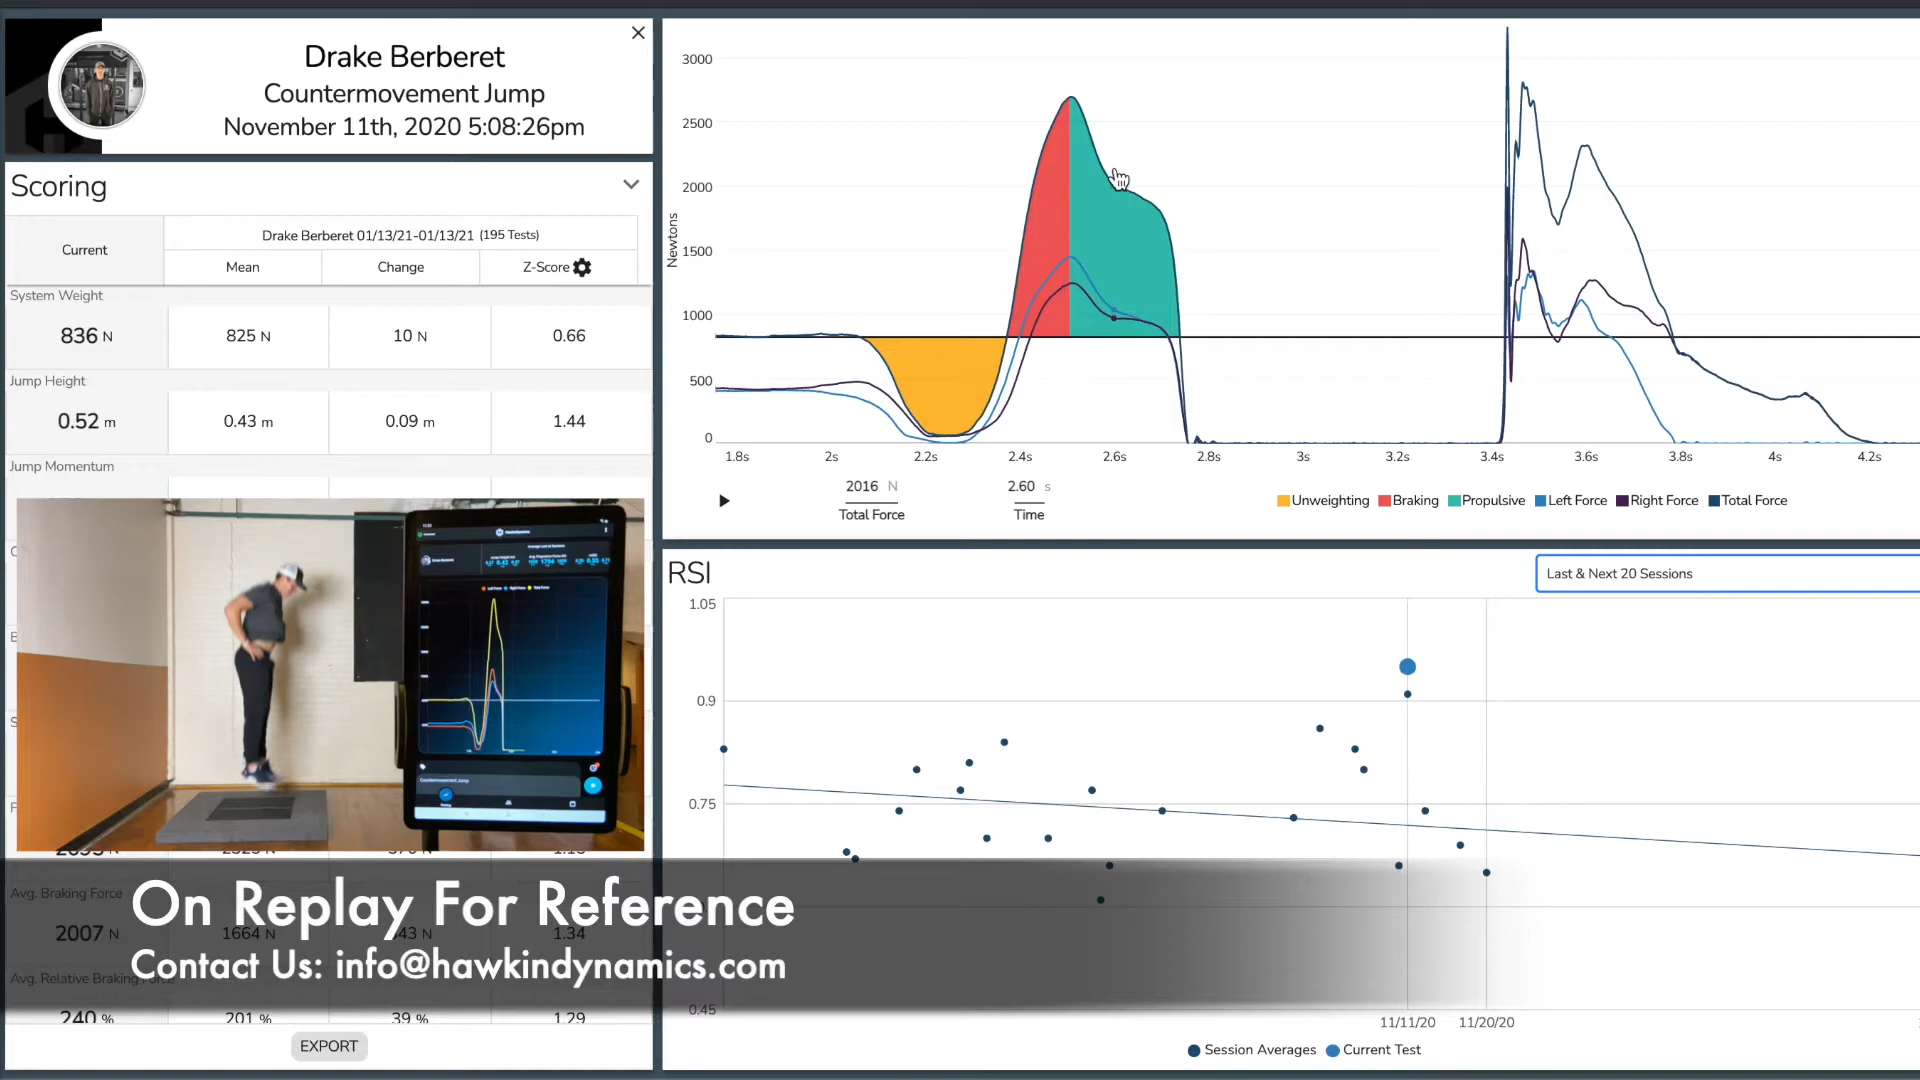 Drake Berberet
Countermovement Jump
November 11th, 2020 5:08:26pm
Scoring
Current
Drake Berberet 01/13/21-01/13/21 (195 Tests)
Mean
Change
Z-Score
System Weight
836 N
825 N
10 N
0.66
Jump Height
0.52 m
0.43 m
0.09 m
1.44
Jump Momentum
Avg. Braking Force
2007 N
1664 N
1.34
Avg. Relative Braking Force
240 %
201 %
39 %
1.29
EXPORT
On Replay For Reference
Contact Us: info@hawkindynamics.com
Newtons
3000
2500
2000
1500
1000
500
0
1.8s
2s
2.2s
2.4s
2.6s
2.8s
3s
3.2s
3.4s
3.6s
3.8s
4s
4.2s
2016 N
Total Force
2.60 s
Time
Unweighting
Braking
Propulsive
Left Force
Right Force
Total Force
RSI
Last & Next 20 Sessions
1.05
0.9
0.75
0.45
11/11/20
11/20/20
Session Averages
Current Test